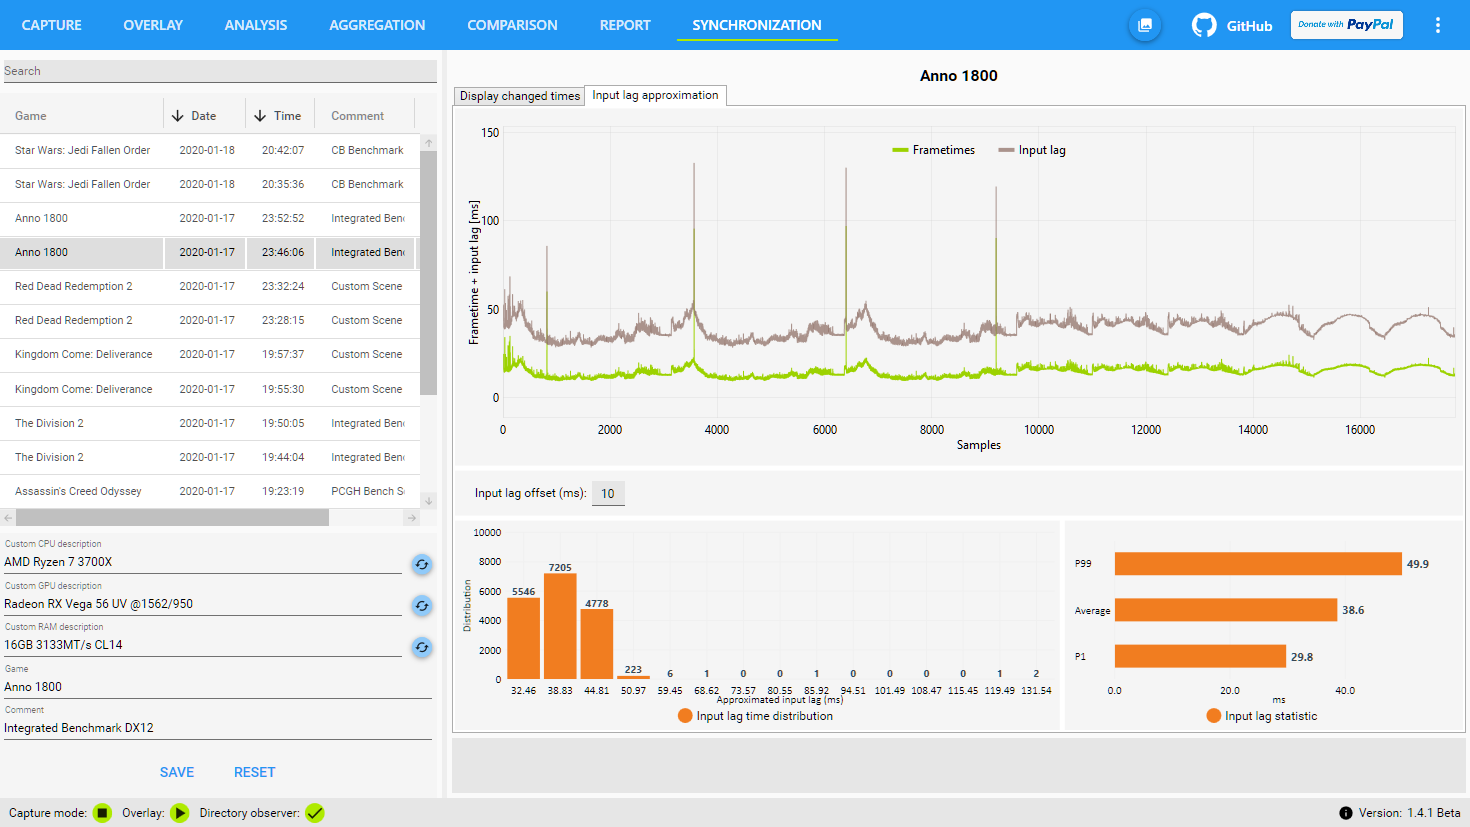 CAPTURE OVERLAY ANALYSIS AGGREGATION COMPARISON REPORT SYNCHRONIZATION GitHub Donate with PayPal
Search
Game Date Time Comment
Star Wars: Jedi Fallen Order 2020-01-18 20:42:07 CB Benchmark
Star Wars: Jedi Fallen Order 2020-01-18 20:35:36 CB Benchmark
Anno 1800 2020-01-17 23:52:52 Integrated Benc
Anno 1800 2020-01-17 23:46:06 Integrated Benc
Red Dead Redemption 2 2020-01-17 23:32:24 Custom Scene
Red Dead Redemption 2 2020-01-17 23:28:15 Custom Scene
Kingdom Come: Deliverance 2020-01-17 19:57:37 Custom Scene
Kingdom Come: Deliverance 2020-01-17 19:55:30 Custom Scene
The Division 2 2020-01-17 19:50:05 Integrated Benc
The Division 2 2020-01-17 19:44:04 Integrated Benc
Assassin's Creed Odyssey 2020-01-17 19:23:19 PCGH Bench S
Custom CPU description
AMD Ryzen 7 3700X
Custom GPU description
Radeon RX Vega 56 UV @1562/950
Custom RAM description
16GB 3133MT/s CL14
Game
Anno 1800
Comment
Integrated Benchmark DX12
SAVE RESET
Anno 1800
Display changed times Input lag approximation
Frametimes Input lag
Frametime + input lag [ms]
150
100
50
0
0 2000 4000 6000 8000 10000 12000 14000 16000
Samples
Input lag offset (ms): 10
Distribution
10000
8000
6000
4000
2000
0
5546 7205 4778 223 6 1 0 0 1 0 0 0 0 1 2
32.46 38.83 44.81 50.97 59.45 68.62 73.57 80.55 85.92 94.51 101.49 108.47 115.45 119.49 131.54
Approximated input lag (ms)
Input lag time distribution
P99 49.9
Average 38.6
P1 29.8
0.0 20.0 40.0
ms
Input lag statistic
Capture mode: Overlay: Directory observer: Version: 1.4.1 Beta